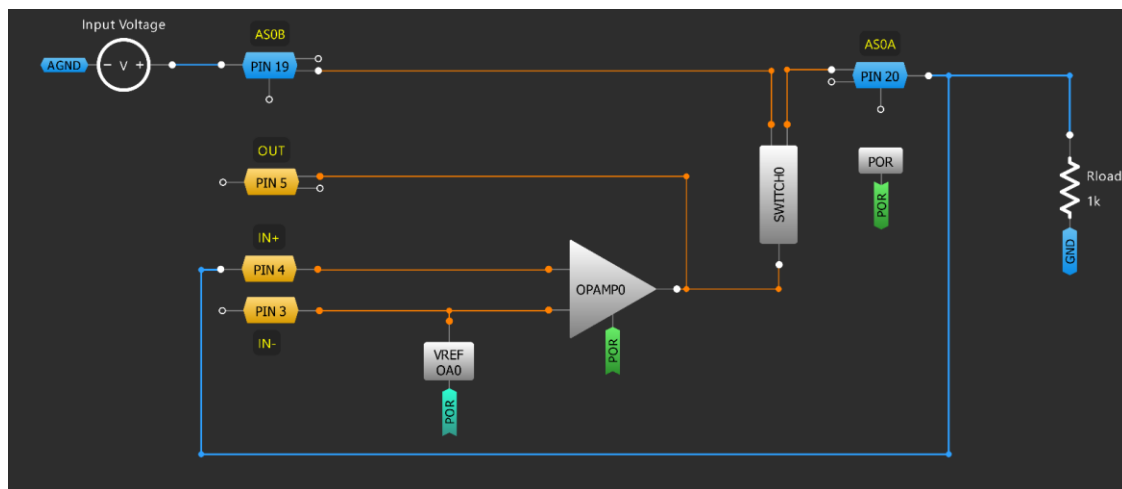 Input Voltage
AGND
− V +
AS0B
PIN 19
AS0A
PIN 20
OUT
PIN 5
SWITCH0
POR
POR
Rload
1k
GND
IN+
PIN 4
OPAMP0
PIN 3
IN-
VREF
OA0
POR
POR